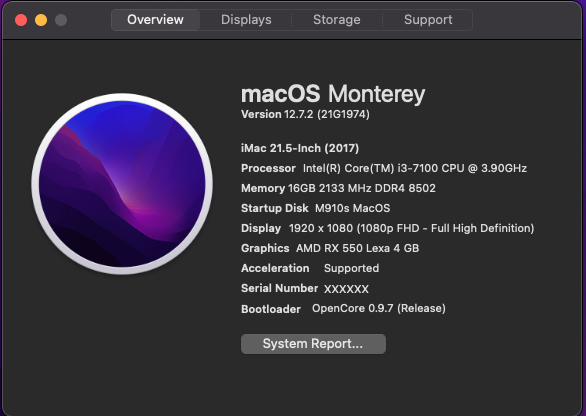 Overview Displays Storage Support
macOS Monterey
Version 12.7.2 (21G1974)
iMac 21.5-Inch (2017)
Processor Intel(R) Core(TM) i3-7100 CPU @ 3.90GHz
Memory 16GB 2133 MHz DDR4 8502
Startup Disk M910s MacOS
Display 1920 x 1080 (1080p FHD - Full High Definition)
Graphics AMD RX 550 Lexa 4 GB
Acceleration Supported
Serial Number XXXXXX
Bootloader OpenCore 0.9.7 (Release)
System Report...